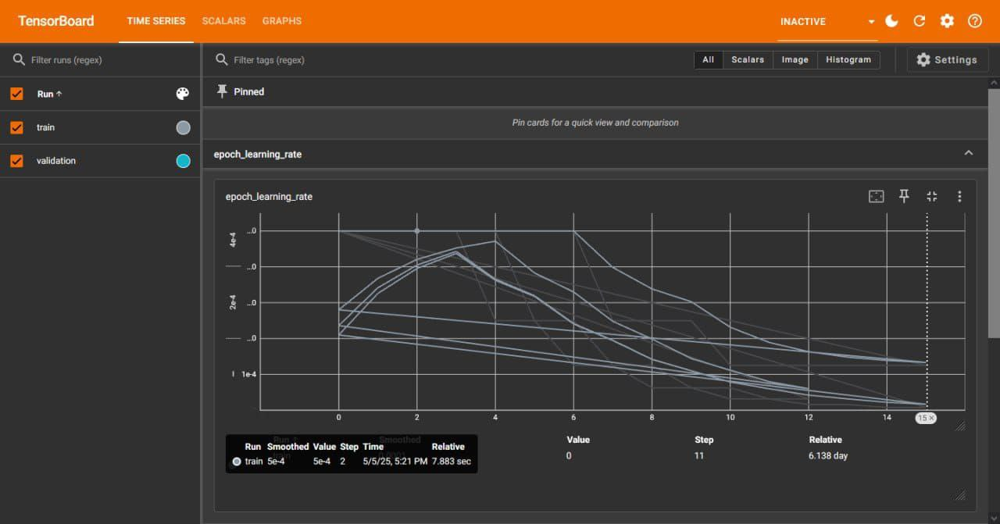 TensorBoard TIME SERIES SCALARS GRAPHS INACTIVE
Filter runs (regex)
Filter tags (regex) All Scalars Image Histogram Settings
Run ↑
Pinned
train
Pin cards for a quick view and comparison
validation
epoch_learning_rate
epoch_learning_rate
4e-4
...0
...0
2e-4
...0
...0
1e-4
0 2 4 6 8 10 12 14 15 ×
Run ↑ Smoothed Value Step Relative
0 11 6.138 day
Run Smoothed Value Step Time Relative
train 5e-4 5e-4 2 5/5/25, 5:21 PM 7.883 sec